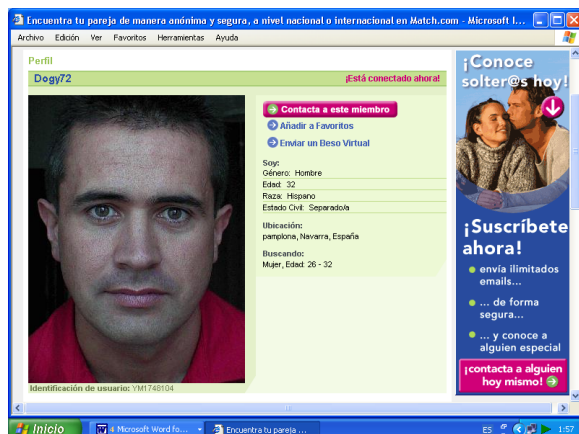 Encuentra tu pareja de manera anónima y segura, a nivel nacional o internacional en Match.com - Microsoft I...
Archivo Edición Ver Favoritos Herramientas Ayuda
Perfil
Dogy72 ¡Está conectado ahora!
Contacta a este miembro
Añadir a Favoritos
Enviar un Beso Virtual
Soy:
Género: Hombre
Edad: 32
Raza: Hispano
Estado Civil: Separado/a
Ubicación:
pamplona, Navarra, España
Buscando:
Mujer, Edad: 26 - 32
Identificación de usuario: YM1748104
¡Conoce
solter@s hoy!
¡Suscríbete
ahora!
envía ilimitados
emails...
... de forma
segura...
... y conoce a
alguien especial
¡contacta a alguien
hoy mismo!
Inicio 4 Microsoft Word fo... Encuentra tu pareja ... ES 1:57